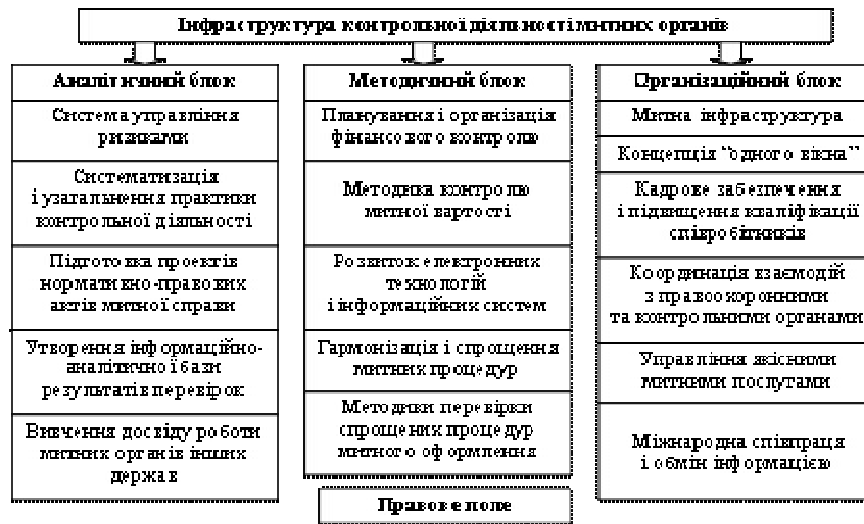 Інфраструктура контрольної діяльності митних органів
Аналітичний блок
Система управління
ризиками
Систематизація
і узагальнення практики
контрольної діяльності
Підготовка проектів
нормативно-правових
актів митної справи
Утворення інформаційно-
аналітичної бази
результатів перевірок
Вивчення досвіду роботи
митних органів інших
держав
Методичний блок
Планування і організація
фінансового контролю
Методика контролю
митної вартості
Розвиток електронних
технологій
і інформаційних систем
Гармонізація і спрощення
митних процедур
Методики перевірки
спрощених процедур
митного оформлення
Правове поле
Організаційний блок
Митна інфраструктура
Концепція “одного вікна”
Кадрове забезпечення
і підвищення кваліфікації
співробітників
Координація взаємодій
з правоохоронними
та контрольними органами
Управління якісними
митними послугами
Міжнародна співпраця
і обмін інформацією